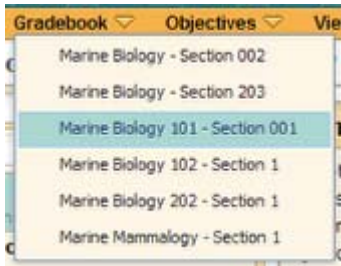 Gradebook Objectives Vie
Marine Biology - Section 002
Marine Biology - Section 203
Marine Biology 101 - Section 001
Marine Biology 102 - Section 1
Marine Biology 202 - Section 1
Marine Mammalogy - Section 1